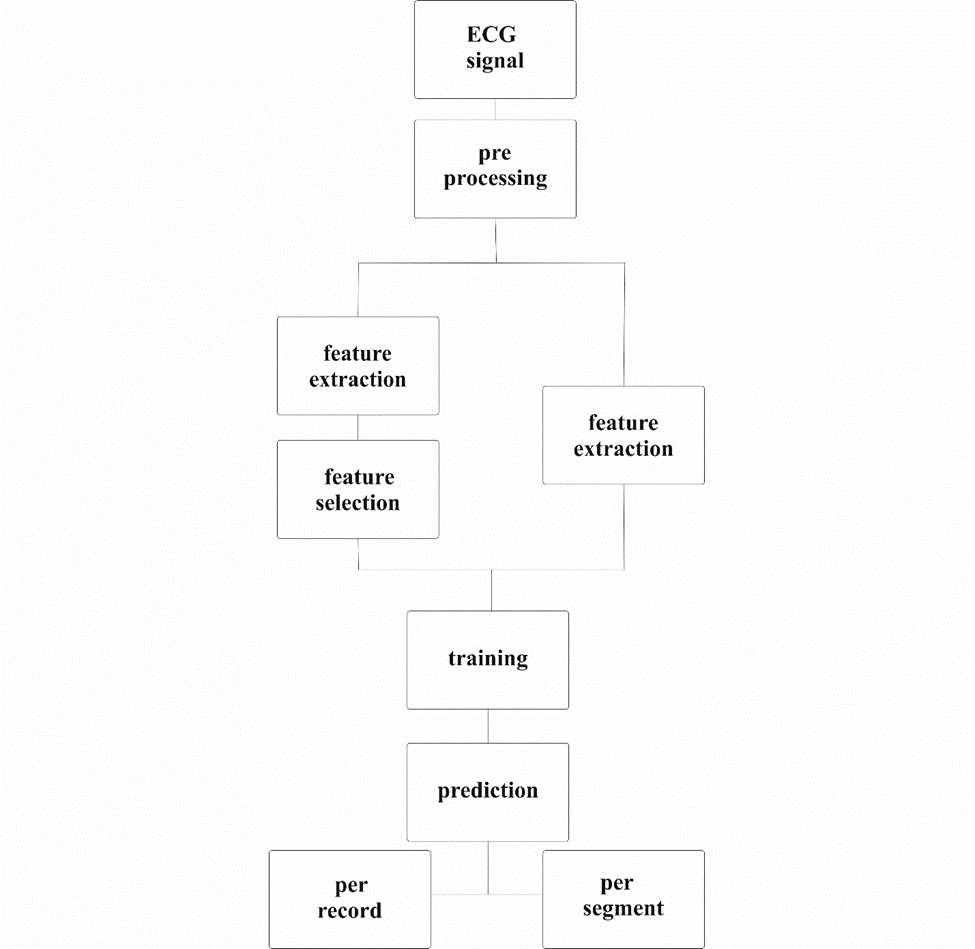 ECG
signal
pre
processing
feature
extraction
feature
extraction
feature
selection
training
prediction
per
record
per
segment